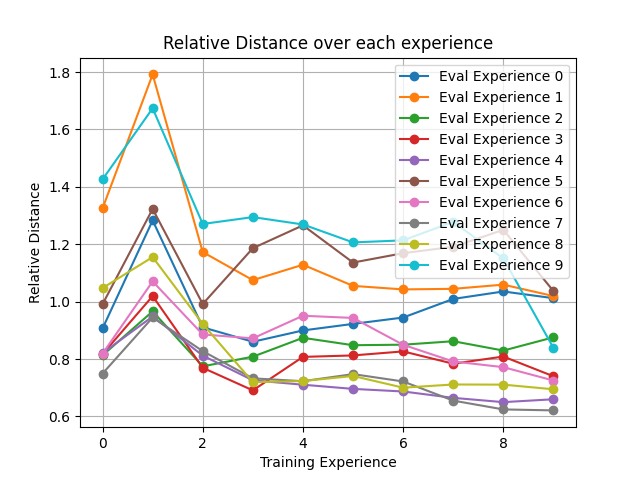 Relative Distance over each experience
Relative Distance
1.8
1.6
1.4
1.2
1.0
0.8
0.6
Eval Experience 0
Eval Experience 1
Eval Experience 2
Eval Experience 3
Eval Experience 4
Eval Experience 5
Eval Experience 6
Eval Experience 7
Eval Experience 8
Eval Experience 9
0 2 4 6 8
Training Experience